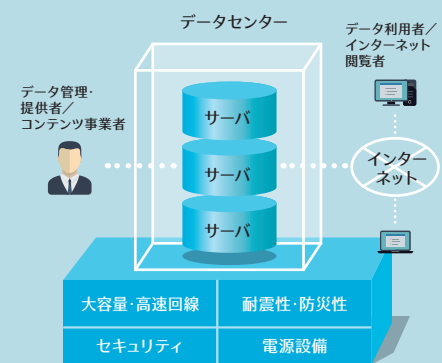 データセンター
データ利用者／
インターネット
閲覧者
データ管理・
提供者／
コンテンツ事業者
サーバ
サーバ
サーバ
インター
ネット
大容量・高速回線
耐震性・防災性
セキュリティ
電源設備